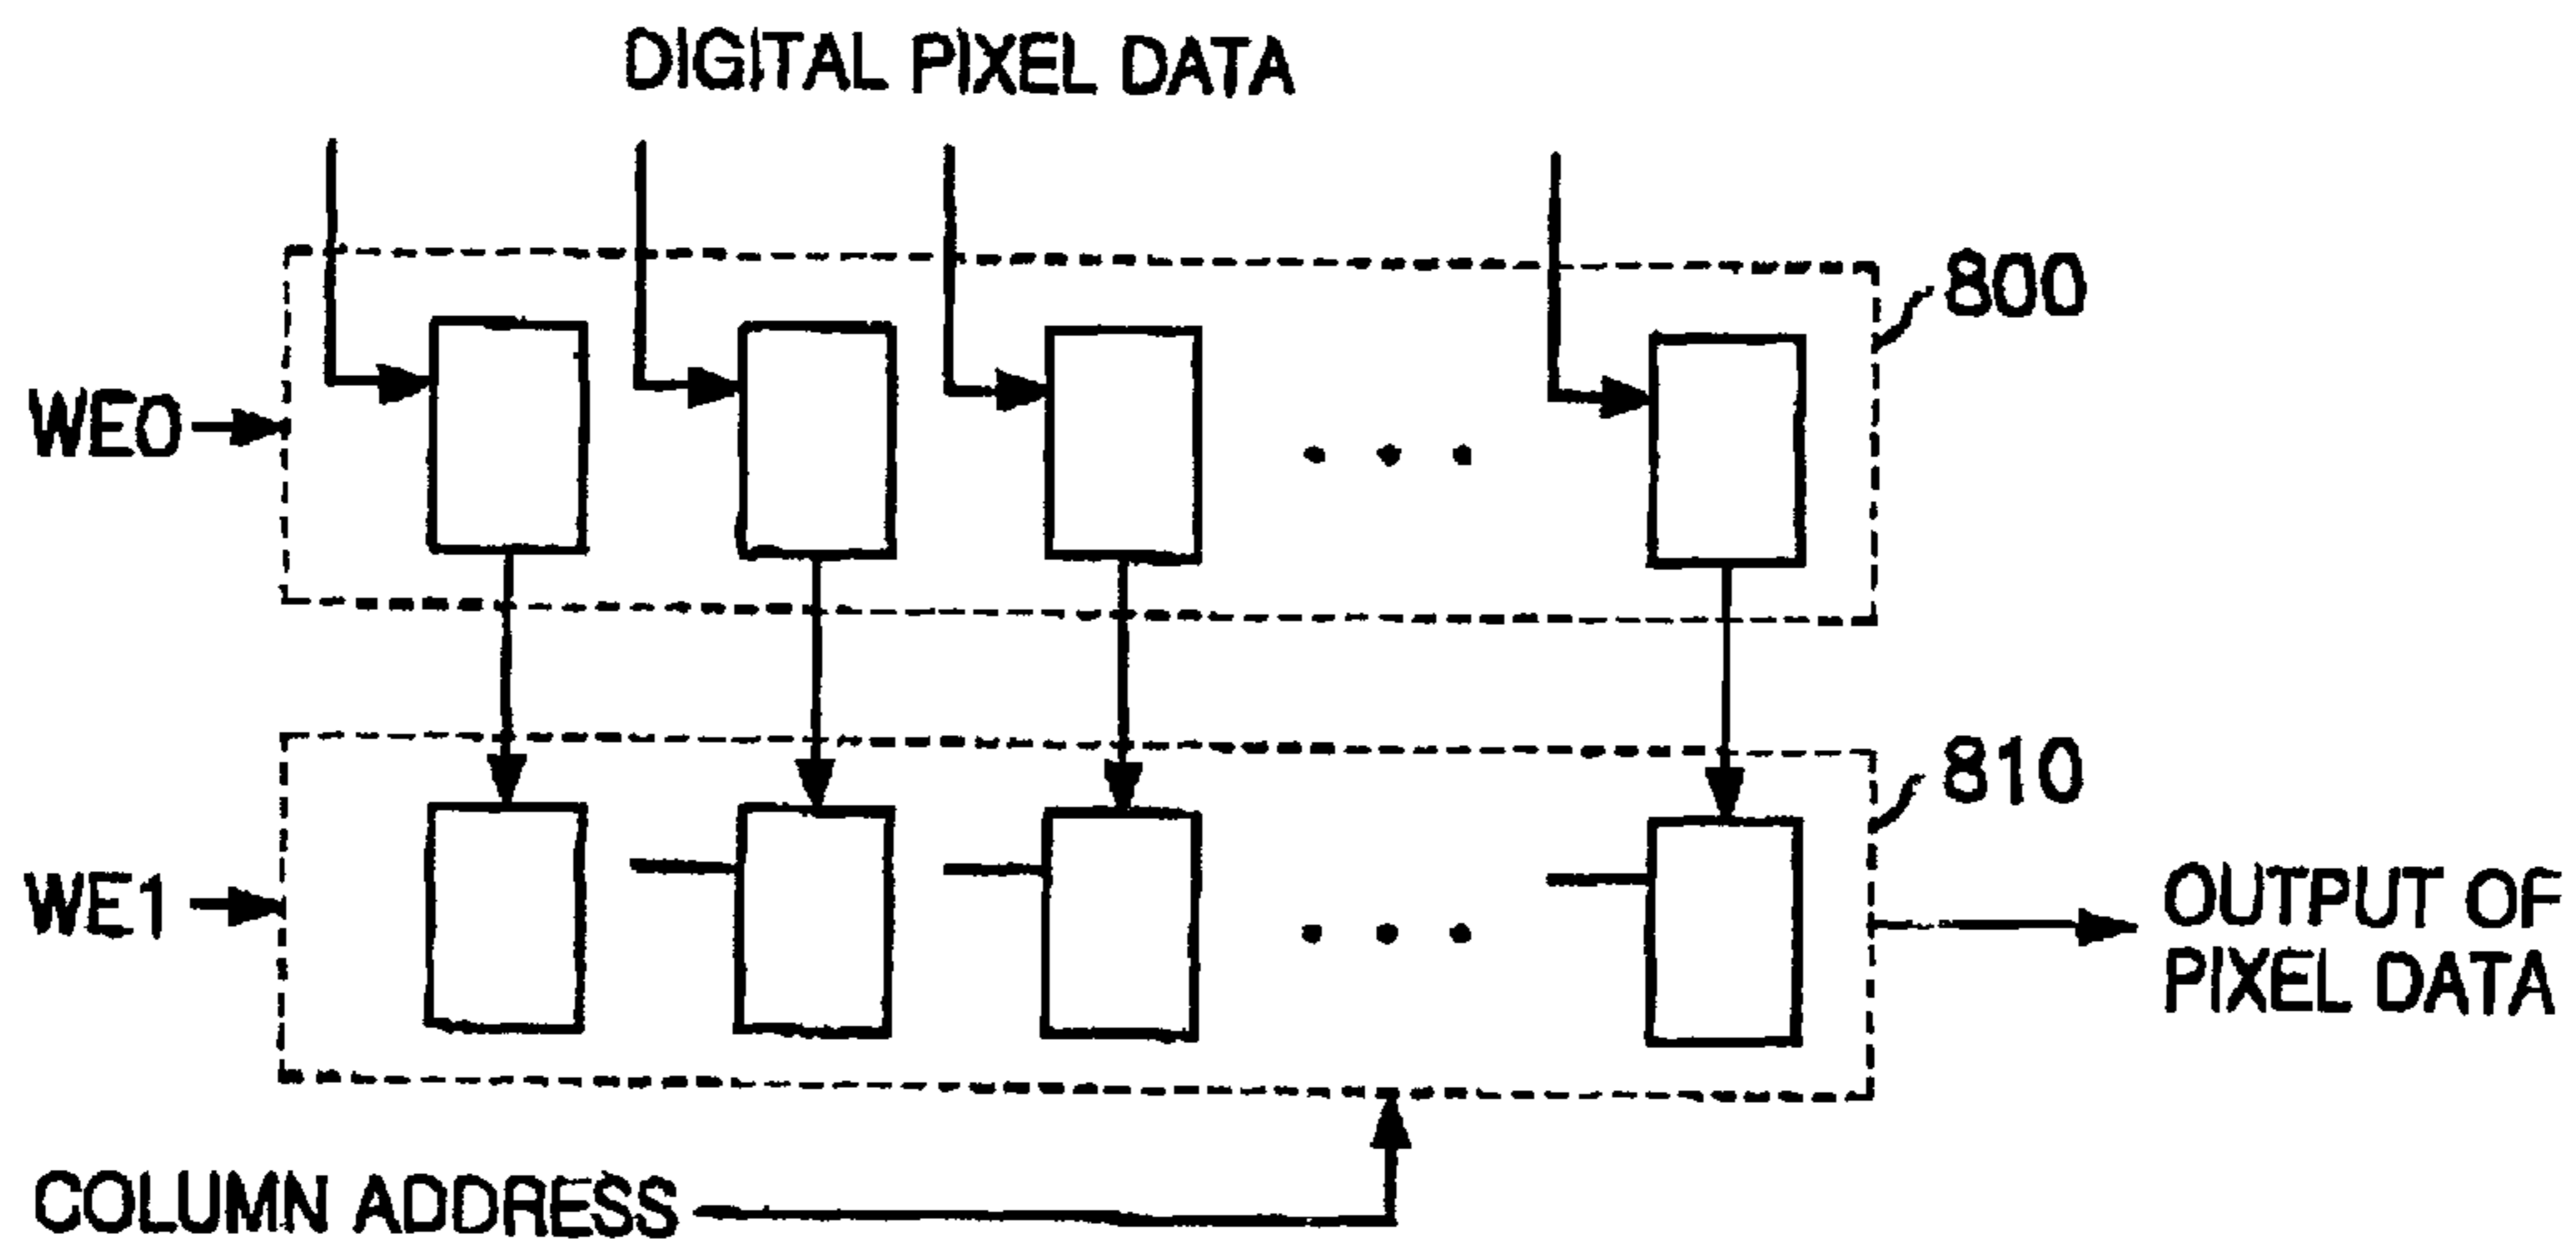 DIGITAL PIXEL DATA
800
WE0
810
WE1
OUTPUT OF
PIXEL DATA
COLUMN ADDRESS